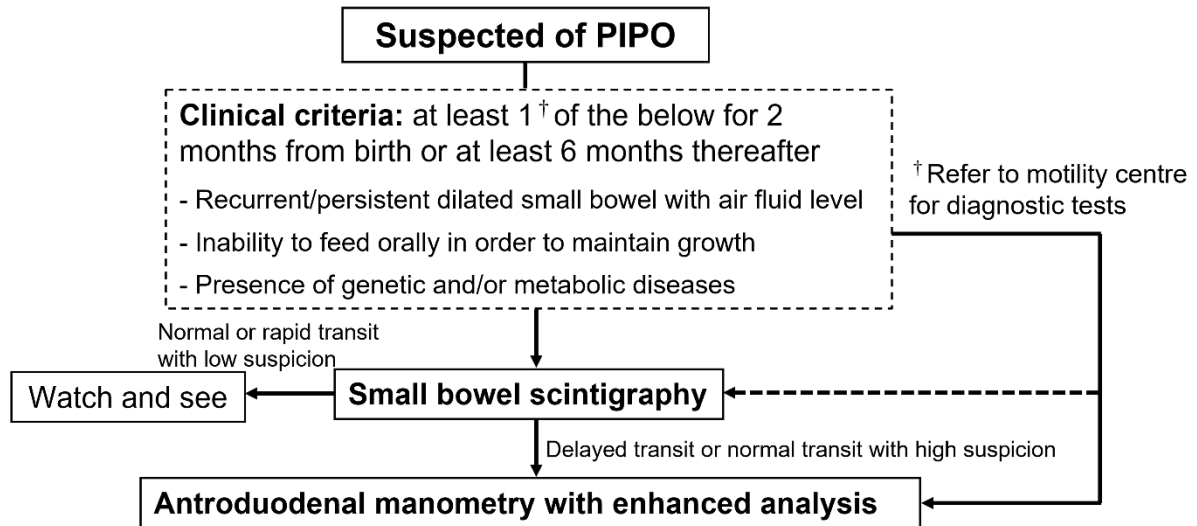 Suspected of PIPO
Clinical criteria: at least 1 † of the below for 2
months from birth or at least 6 months thereafter
- Recurrent/persistent dilated small bowel with air fluid level
- Inability to feed orally in order to maintain growth
- Presence of genetic and/or metabolic diseases
† Refer to motility centre
for diagnostic tests
Normal or rapid transit
with low suspicion
Watch and see
Small bowel scintigraphy
Delayed transit or normal transit with high suspicion
Antroduodenal manometry with enhanced analysis